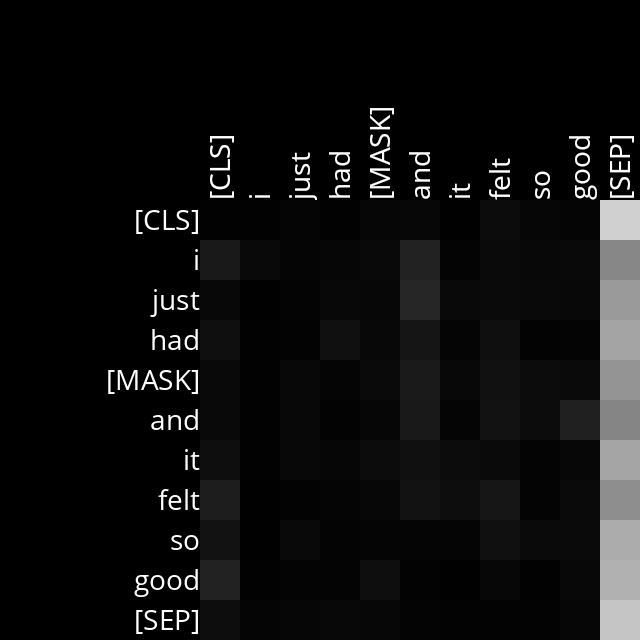 [CLS] i just had [MASK] and it felt so good [SEP]
[CLS]
i
just
had
[MASK]
and
it
felt
so
good
[SEP]